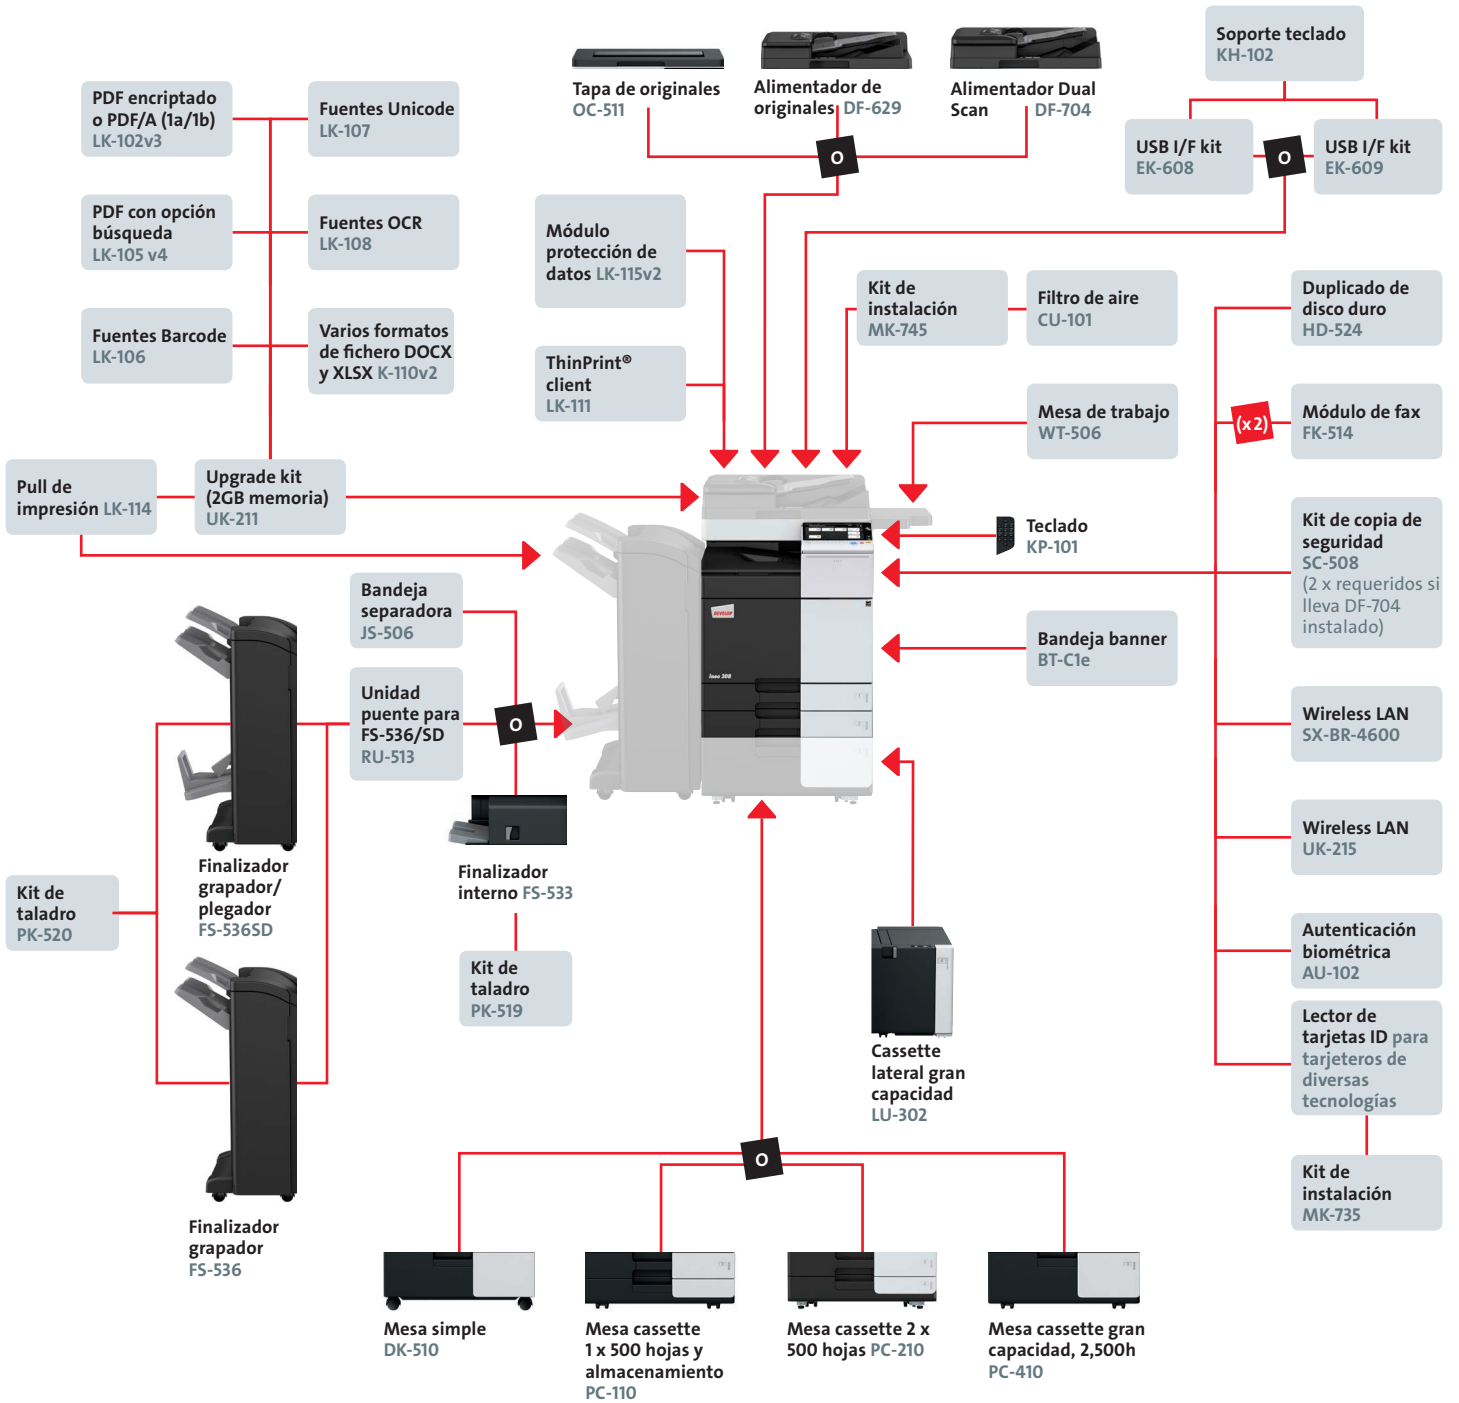 Soporte teclado
KH-102
Tapa de originales
OC-511
Alimentador de
originales DF-629
Alimentador Dual
Scan DF-704
PDF encriptado
o PDF/A (1a/1b)
LK-102v3
Fuentes Unicode
LK-107
O
USB I/F kit
EK-608
O
USB I/F kit
EK-609
PDF con opción
búsqueda
LK-105 v4
Fuentes OCR
LK-108
Módulo
protección de
datos LK-115v2
Kit de
instalación
MK-745
Filtro de aire
CU-101
Duplicado de
disco duro
HD-524
Fuentes Barcode
LK-106
Varios formatos
de fichero DOCX
y XLSX K-110v2
ThinPrint®
client
LK-111
Mesa de trabajo
WT-506
(x2)
Módulo de fax
FK-514
Pull de
impresión LK-114
Upgrade kit
(2GB memoria)
UK-211
Teclado
KP-101
Kit de copia de
seguridad
SC-508
(2 x requeridos si
lleva DF-704
instalado)
Bandeja
separadora
JS-506
DEVELOP
Bandeja banner
BT-C1e
ineo 308
Unidad
puente para
FS-536/SD
RU-513
O
Wireless LAN
SX-BR-4600
Wireless LAN
UK-215
Finalizador
grapador/
plegador
FS-536SD
Finalizador
interno FS-533
Kit de
taladro
PK-520
Autenticación
biométrica
AU-102
Kit de
taladro
PK-519
Lector de
tarjetas ID para
tarjeteros de
diversas
tecnologías
Cassette
lateral gran
capacidad
LU-302
O
Kit de
instalación
MK-735
Finalizador
grapador
FS-536
Mesa simple
DK-510
Mesa cassette
1 x 500 hojas y
almacenamiento
PC-110
Mesa cassette 2 x
500 hojas PC-210
Mesa cassette gran
capacidad, 2,500h
PC-410